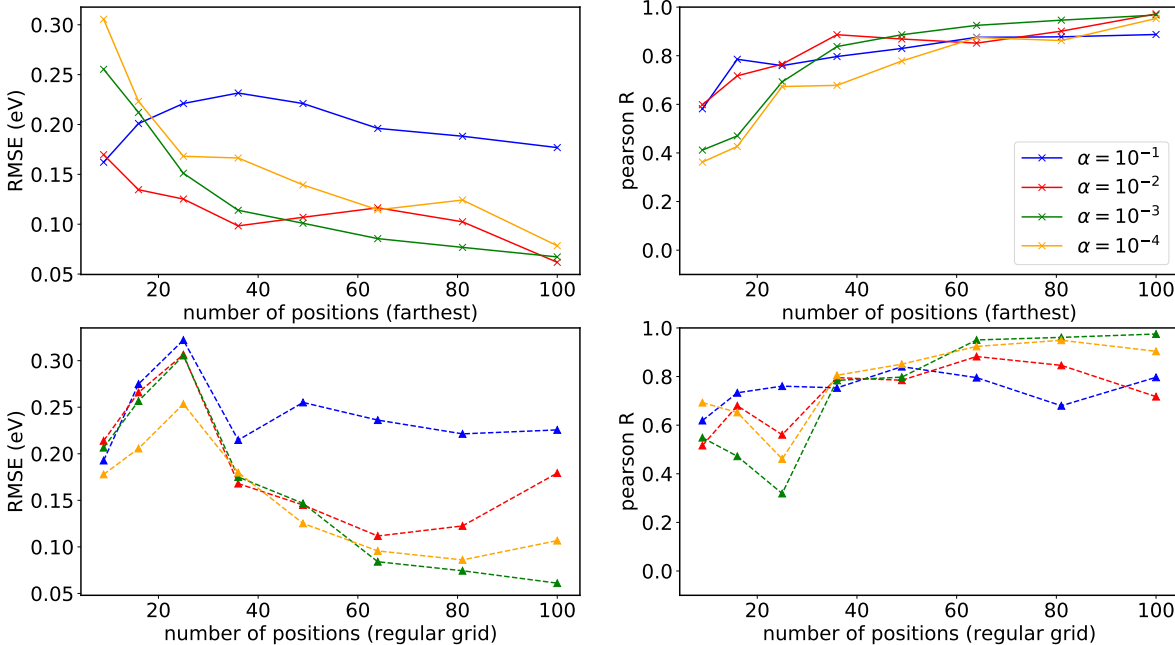 RMSE (eV)
0.30
0.25
0.20
0.15
0.10
0.05
20 40 60 80 100
number of positions (farthest)
pearson R
1.0
0.8
0.6
0.4
0.2
0.0
α = 10⁻¹
α = 10⁻²
α = 10⁻³
α = 10⁻⁴
20 40 60 80 100
number of positions (farthest)
RMSE (eV)
0.30
0.25
0.20
0.15
0.10
0.05
20 40 60 80 100
number of positions (regular grid)
pearson R
1.0
0.8
0.6
0.4
0.2
0.0
20 40 60 80 100
number of positions (regular grid)